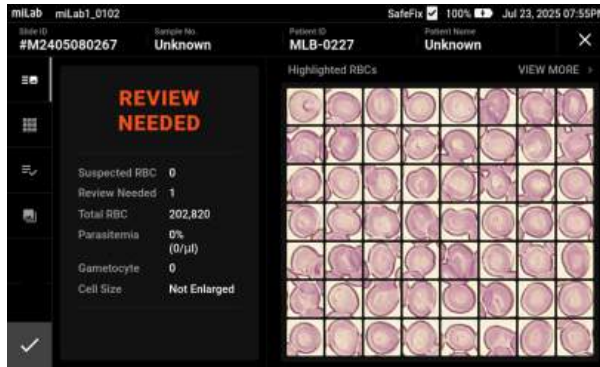 miLab miLab1_0102 SafeFix 100% Jul 23, 2025 07:55PM
Slide ID Sample No. Patient ID Patient Name
#M2405080267 Unknown MLB-0227 Unknown
REVIEW
NEEDED
Suspected RBC 0
Review Needed 1
Total RBC 202,820
Parasitemia 0%
(0/µl)
Gametocyte 0
Cell Size Not Enlarged
Highlighted RBCs VIEW MORE >